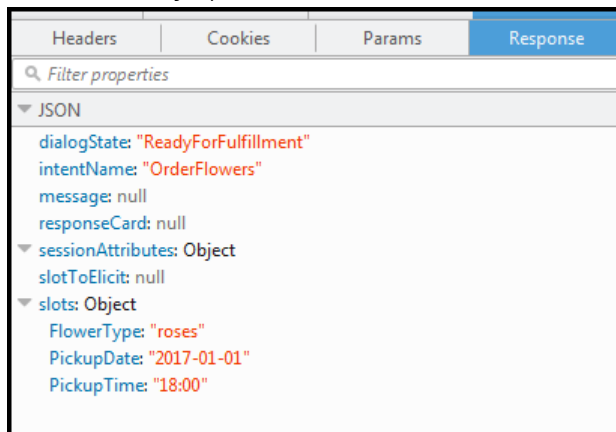 Headers Cookies Params Response
Filter properties
JSON
dialogState: "ReadyForFulfillment"
intentName: "OrderFlowers"
message: null
responseCard: null
sessionAttributes: Object
slotToElicit: null
slots: Object
FlowerType: "roses"
PickupDate: "2017-01-01"
PickupTime: "18:00"